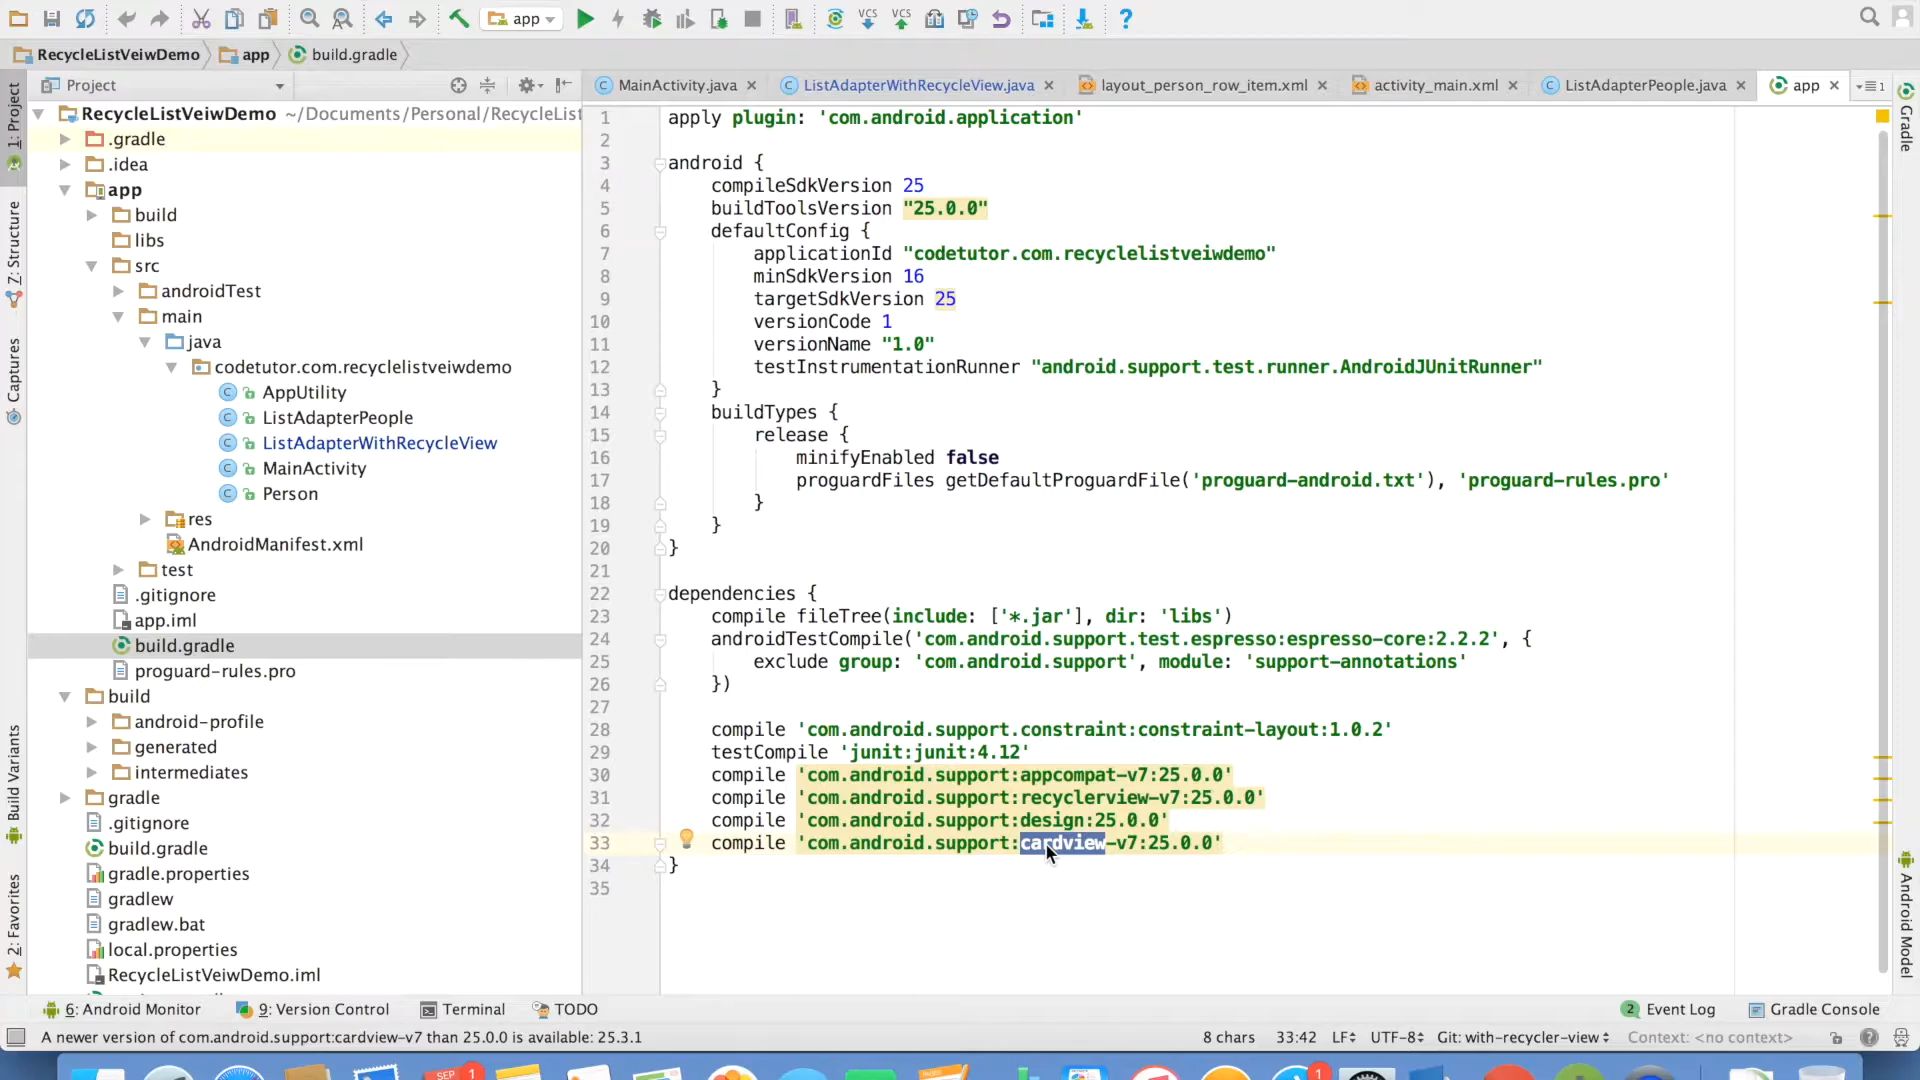 app
RecycleListVeiwDemo app build.gradle
Project
MainActivity.java ListAdapterWithRecycleView.java layout_person_row_item.xml activity_main.xml ListAdapterPeople.java app
1
RecycleListVeiwDemo ~/Documents/Personal/RecycleList
.gradle
.idea
app
build
libs
src
androidTest
main
java
codetutor.com.recyclelistveiwdemo
AppUtility
ListAdapterPeople
ListAdapterWithRecycleView
MainActivity
Person
res
AndroidManifest.xml
test
.gitignore
app.iml
build.gradle
proguard-rules.pro
build
android-profile
generated
intermediates
gradle
.gitignore
build.gradle
gradle.properties
gradlew
gradlew.bat
local.properties
RecycleListVeiwDemo.iml
1: Project
Z: Structure
Captures
Build Variants
2: Favorites
1 apply plugin: 'com.android.application'
2
3 android {
4 compileSdkVersion 25
5 buildToolsVersion "25.0.0"
6 defaultConfig {
7 applicationId "codetutor.com.recyclelistveiwdemo"
8 minSdkVersion 16
9 targetSdkVersion 25
10 versionCode 1
11 versionName "1.0"
12 testInstrumentationRunner "android.support.test.runner.AndroidJUnitRunner"
13 }
14 buildTypes {
15 release {
16 minifyEnabled false
17 proguardFiles getDefaultProguardFile('proguard-android.txt'), 'proguard-rules.pro'
18 }
19 }
20 }
21
22 dependencies {
23 compile fileTree(include: ['*.jar'], dir: 'libs')
24 androidTestCompile('com.android.support.test.espresso:espresso-core:2.2.2', {
25 exclude group: 'com.android.support', module: 'support-annotations'
26 })
27
28 compile 'com.android.support.constraint:constraint-layout:1.0.2'
29 testCompile 'junit:junit:4.12'
30 compile 'com.android.support:appcompat-v7:25.0.0'
31 compile 'com.android.support:recyclerview-v7:25.0.0'
32 compile 'com.android.support:design:25.0.0'
33 compile 'com.android.support:cardview-v7:25.0.0'
34 }
35
Gradle
Android Model
6: Android Monitor 9: Version Control Terminal TODO 2 Event Log Gradle Console
A newer version of com.android.support:cardview-v7 than 25.0.0 is available: 25.3.1 8 chars 33:42 LF UTF-8 Git: with-recycler-view Context: <no context>
SEP 1 1